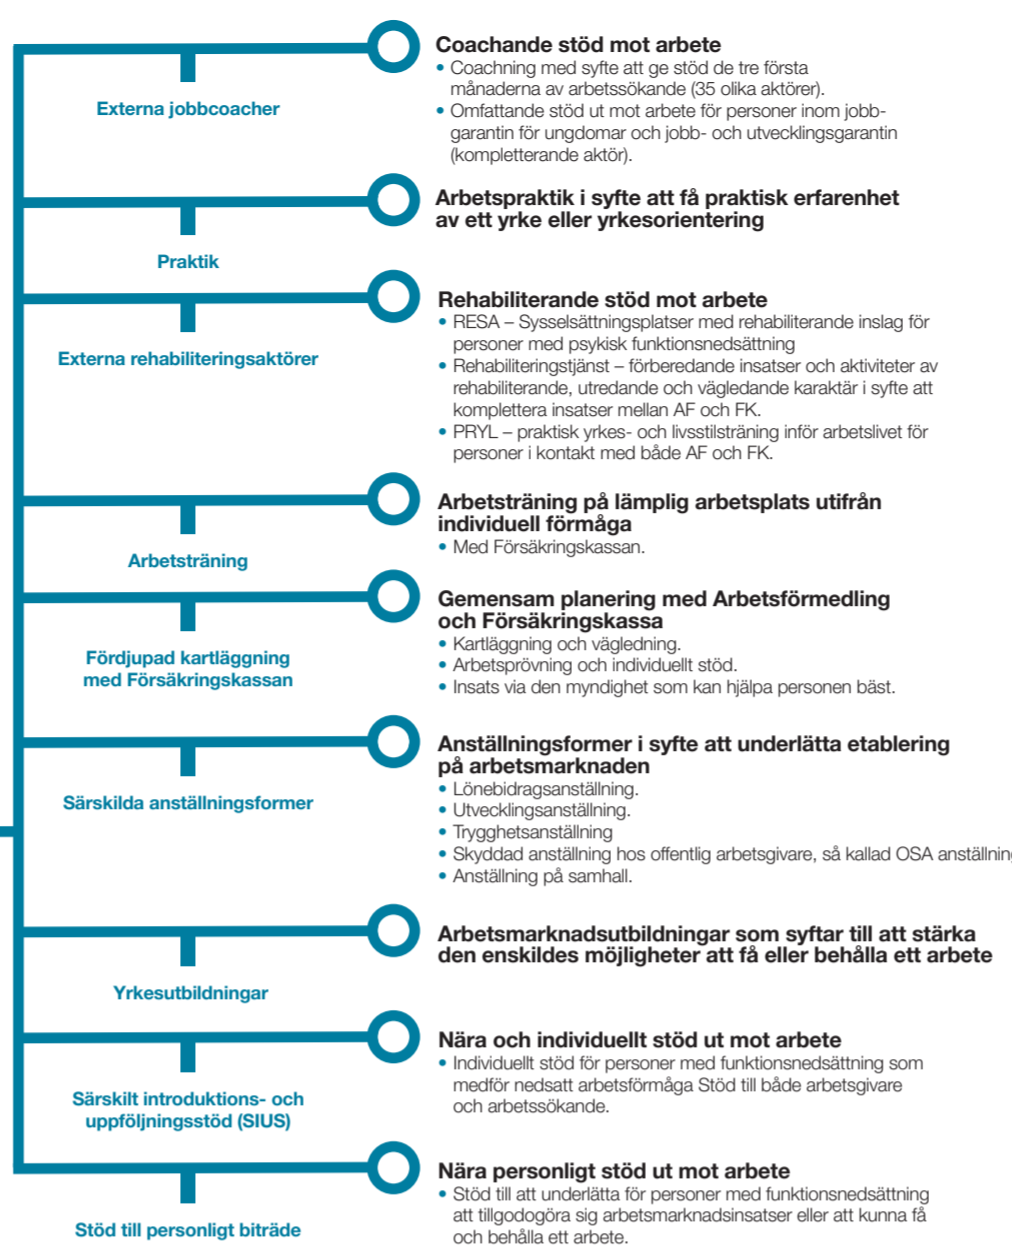 Coachande stöd mot arbete
• Coachning med syfte att ge stöd de tre första
månaderna av arbetssökande (35 olika aktörer).
• Omfattande stöd ut mot arbete för personer inom jobb-
garantin för ungdomar och jobb- och utvecklingsgarantin
(kompletterande aktör).
Externa jobbcoacher
Arbetspraktik i syfte att få praktisk erfarenhet
av ett yrke eller yrkesorientering
Praktik
Rehabiliterande stöd mot arbete
• RESA – Sysselsättningsplatser med rehabiliterande inslag för
personer med psykisk funktionsnedsättning
• Rehabiliteringstjänst – förberedande insatser och aktiviteter av
rehabiliterande, utredande och vägledande karaktär i syfte att
komplettera insatser mellan AF och FK.
• PRYL – praktisk yrkes- och livsstilsträning inför arbetslivet för
personer i kontakt med både AF och FK.
Externa rehabiliteringsaktörer
Arbetsträning på lämplig arbetsplats utifrån
individuell förmåga
• Med Försäkringskassan.
Arbetsträning
Gemensam planering med Arbetsförmedling
och Försäkringskassa
• Kartläggning och vägledning.
• Arbetsprövning och individuellt stöd.
• Insats via den myndighet som kan hjälpa personen bäst.
Fördjupad kartläggning
med Försäkringskassan
Anställningsformer i syfte att underlätta etablering
på arbetsmarknaden
• Lönebidragsanställning.
• Utvecklingsanställning.
• Trygghetsanställning
• Skyddad anställning hos offentlig arbetsgivare, så kallad OSA anställning
• Anställning på samhall.
Särskilda anställningsformer
Arbetsmarknadsutbildningar som syftar till att stärka
den enskildes möjligheter att få eller behålla ett arbete
Yrkesutbildningar
Nära och individuellt stöd ut mot arbete
• Individuellt stöd för personer med funktionsnedsättning som
medför nedsatt arbetsförmåga Stöd till både arbetsgivare
och arbetssökande.
Särskilt introduktions- och
uppföljningsstöd (SIUS)
Nära personligt stöd ut mot arbete
• Stöd till att underlätta för personer med funktionsnedsättning
att tillgodogöra sig arbetsmarknadsinsatser eller att kunna få
och behålla ett arbete.
Stöd till personligt biträde